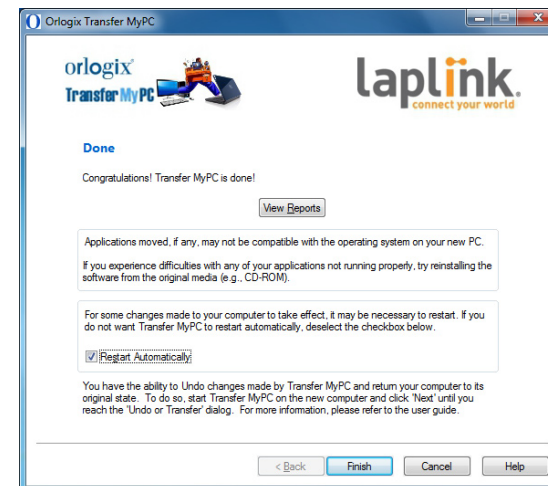 Orlogix Transfer MyPC
orlogix
Transfer MyPC
laplink.
connect your world
Done
Congratulations! Transfer MyPC is done!
View Reports
Applications moved, if any, may not be compatible with the operating system on your new PC.
If you experience difficulties with any of your applications not running properly, try reinstalling the
software from the original media (e.g., CD-ROM).
For some changes made to your computer to take effect, it may be necessary to restart. If you
do not want Transfer MyPC to restart automatically, deselect the checkbox below.
Restart Automatically
You have the ability to Undo changes made by Transfer MyPC and return your computer to its
original state. To do so, start Transfer MyPC on the new computer and click 'Next' until you
reach the 'Undo or Transfer' dialog. For more information, please refer to the user guide.
< Back Finish Cancel Help